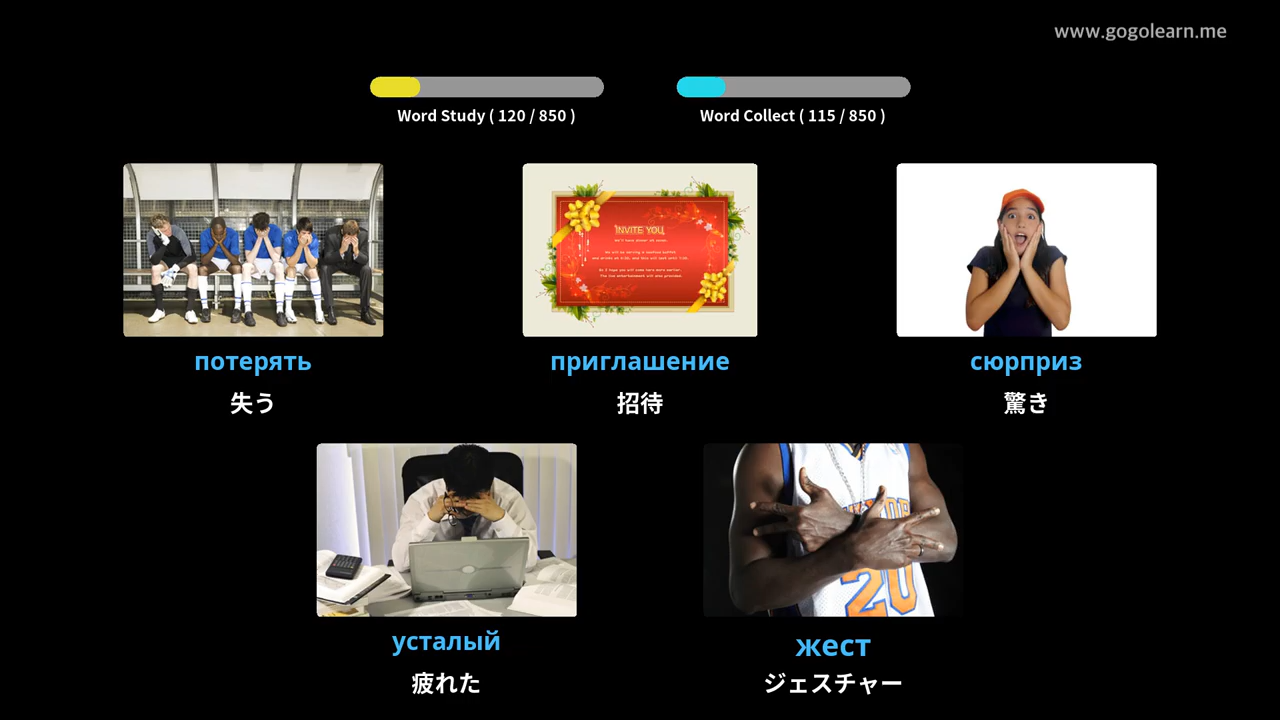 www.gogolearn.me
Word Study ( 120 / 850 )
Word Collect ( 115 / 850 )
INVITE YOU
потерять
приглашение
сюрприз
失う
招待
驚き
20
усталый
жест
疲れた
ジェスチャー